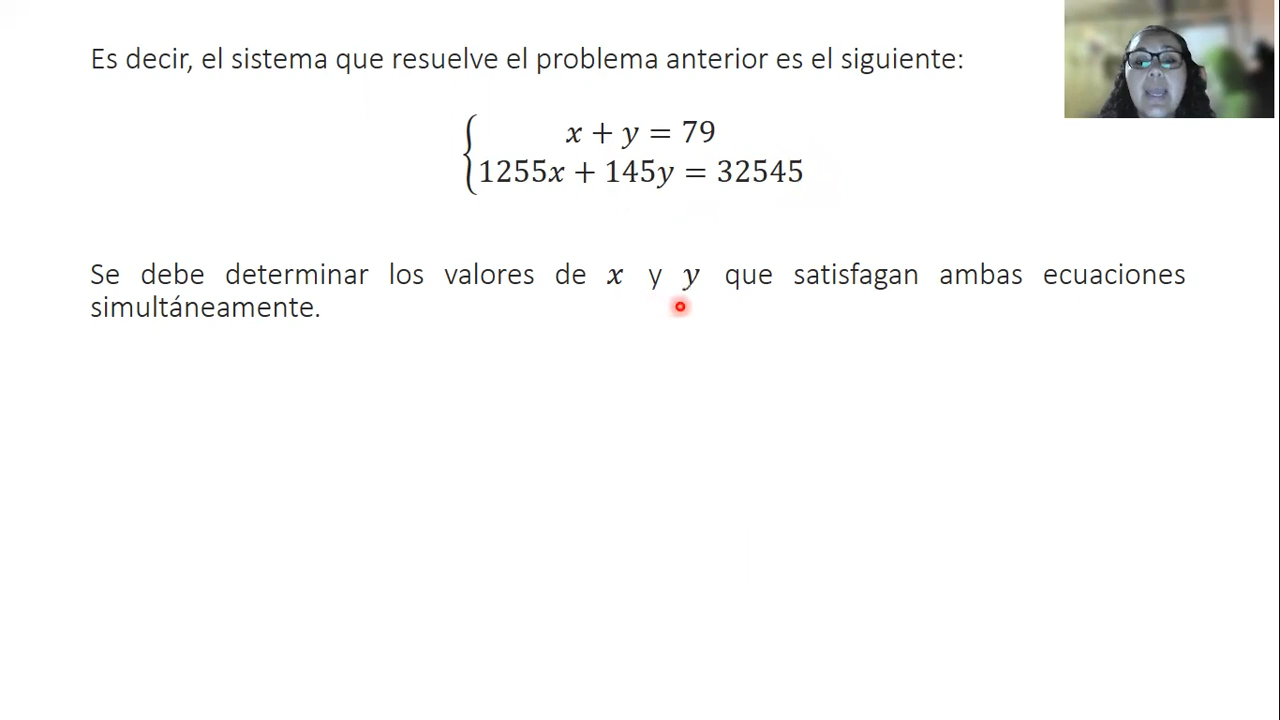 Es decir, el sistema que resuelve el problema anterior es el siguiente:
x + y = 79
1255x + 145y = 32545
Se debe determinar los valores de x y y que satisfagan ambas ecuaciones
simultáneamente.